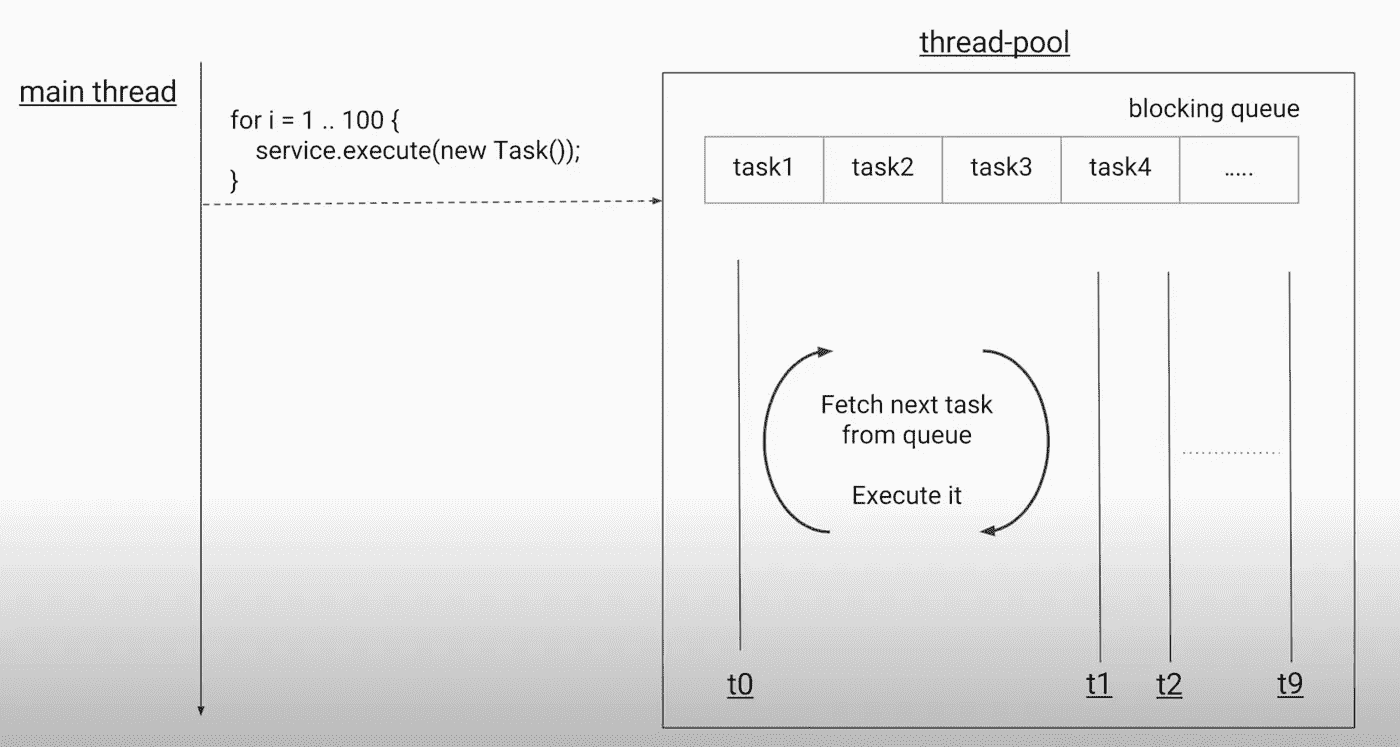 thread-pool
main thread
for i = 1 .. 100 {
service.execute(new Task());
}
blocking queue
task1 task2 task3 task4 .....
Fetch next task
from queue
Execute it
t0 t1 t2 t9